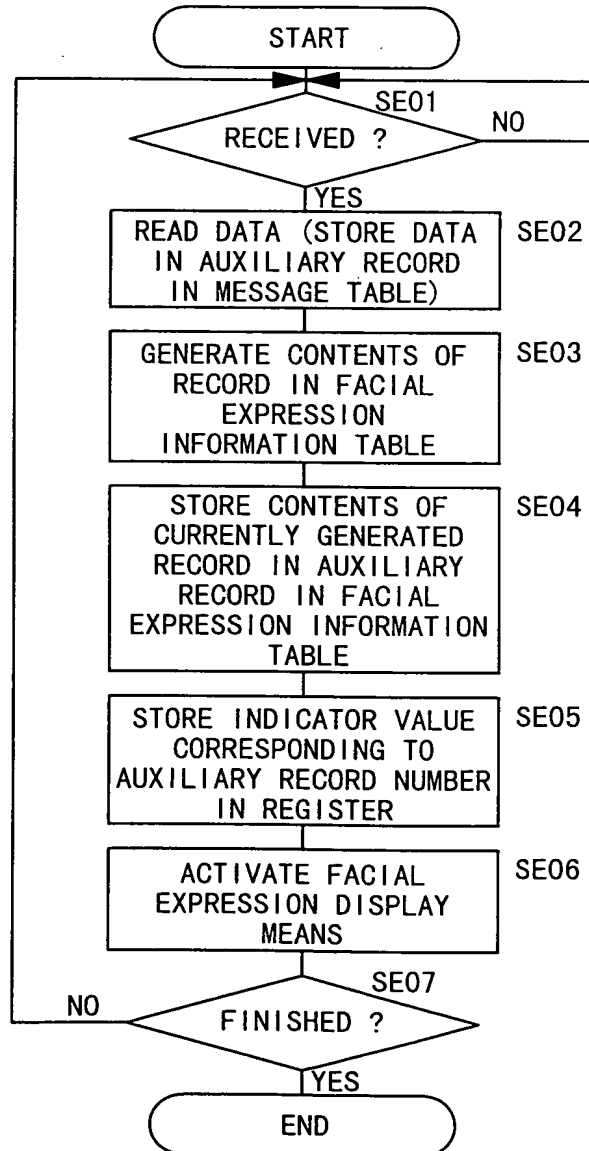 START
SE01
RECEIVED ?
NO
YES
READ DATA (STORE DATA
IN AUXILIARY RECORD
IN MESSAGE TABLE)
SE02
GENERATE CONTENTS OF
RECORD IN FACIAL
EXPRESSION
INFORMATION TABLE
SE03
STORE CONTENTS OF
CURRENTLY GENERATED
RECORD IN AUXILIARY
RECORD IN FACIAL
EXPRESSION INFORMATION
TABLE
SE04
STORE INDICATOR VALUE
CORRESPONDING TO
AUXILIARY RECORD NUMBER
IN REGISTER
SE05
ACTIVATE FACIAL
EXPRESSION DISPLAY
MEANS
SE06
SE07
NO
FINISHED ?
YES
END